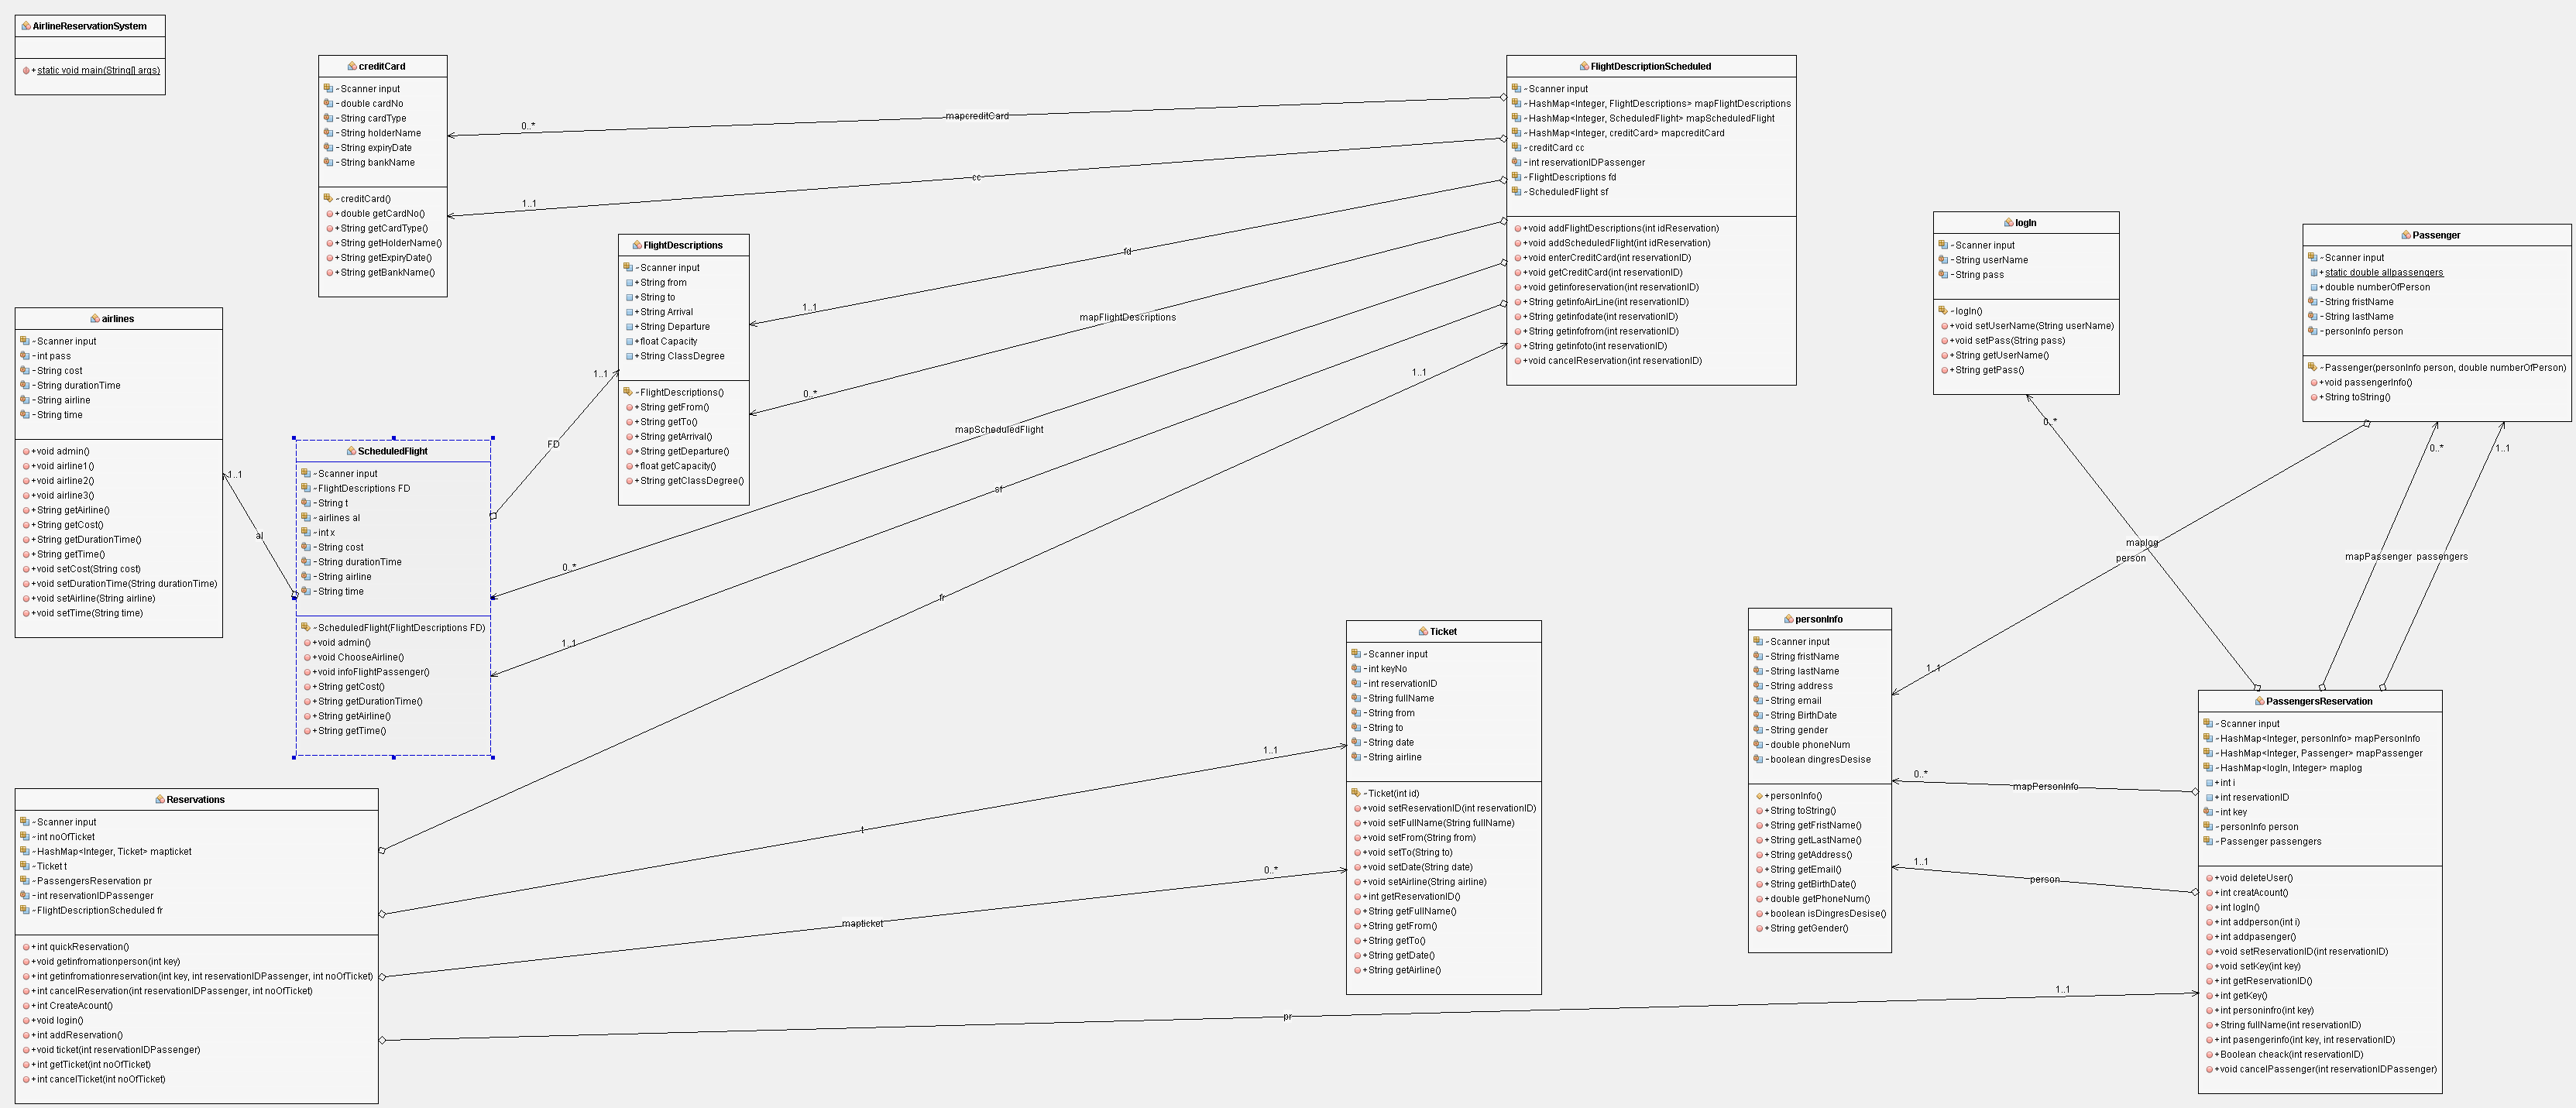 AirlineReservationSystem
+ static void main(String[] args)
creditCard
~Scanner input
-double cardNo
-String cardType
-String holderName
-String expiryDate
-String bankName
~creditCard()
+double getCardNo()
+String getCardType()
+String getHolderName()
+String getExpiryDate()
+String getBankName()
FlightDescriptionScheduled
~Scanner input
~HashMap<Integer, FlightDescriptions> mapFlightDescriptions
~HashMap<Integer, ScheduledFlight> mapScheduledFlight
~HashMap<Integer, creditCard> mapcreditCard
~creditCard cc
-int reservationIDPassenger
~FlightDescriptions fd
~ScheduledFlight sf
+void addFlightDescriptions(int idReservation)
+void addScheduledFlight(int idReservation)
+void enterCreditCard(int reservationID)
+void getCreditCard(int reservationID)
+void getinforeservation(int reservationID)
+String getinfoAirLine(int reservationID)
+String getinfodate(int reservationID)
+String getinfofrom(int reservationID)
+String getinfoto(int reservationID)
+void cancelReservation(int reservationID)
mapcreditCard
0..*
cc
1..1
fd
1..1
mapFlightDescriptions
0..*
mapScheduledFlight
0..*
sf
1..1
fr
1..1
FlightDescriptions
~Scanner input
+String from
+String to
+String Arrival
+String Departure
+float Capacity
+String ClassDegree
~FlightDescriptions()
+String getFrom()
+String getTo()
+String getArrival()
+String getDeparture()
+float getCapacity()
+String getClassDegree()
FD
1..1
logIn
~Scanner input
-String userName
-String pass
~logIn()
+void setUserName(String userName)
+void setPass(String pass)
+String getUserName()
+String getPass()
Passenger
~Scanner input
+static double allpassengers
+double numberOfPerson
-String fristName
-String lastName
-personInfo person
~Passenger(personInfo person, double numberOfPerson)
+void passengerInfo()
+String toString()
airlines
~Scanner input
-int pass
-String cost
-String durationTime
-String airline
-String time
+void admin()
+void airline1()
+void airline2()
+void airline3()
+String getAirline()
+String getCost()
+String getDurationTime()
+String getTime()
+void setCost(String cost)
+void setDurationTime(String durationTime)
+void setAirline(String airline)
+void setTime(String time)
1..1
al
ScheduledFlight
~Scanner input
~FlightDescriptions FD
-String t
~airlines al
~int x
-String cost
-String durationTime
-String airline
-String time
~ScheduledFlight(FlightDescriptions FD)
+void admin()
+void ChooseAirline()
+void infoFlightPassenger()
+String getCost()
+String getDurationTime()
+String getAirline()
+String getTime()
0..*
maplog
person
1..1
0..*
mapPassenger
1..1
passengers
Ticket
~Scanner input
-int keyNo
-int reservationID
-String fullName
-String from
-String to
-String date
-String airline
~Ticket(int id)
+void setReservationID(int reservationID)
+void setFullName(String fullName)
+void setFrom(String from)
+void setTo(String to)
+void setDate(String date)
+void setAirline(String airline)
+int getReservationID()
+String getFullName()
+String getFrom()
+String getTo()
+String getDate()
+String getAirline()
personInfo
~Scanner input
-String fristName
-String lastName
-String address
-String email
-String BirthDate
-String gender
-double phoneNum
-boolean dingresDesise
+personInfo()
+String toString()
+String getFristName()
+String getLastName()
+String getAddress()
+String getEmail()
+String getBirthDate()
+double getPhoneNum()
+boolean isDingresDesise()
+String getGender()
0..*
mapPersonInfo
1..1
person
PassengersReservation
~Scanner input
~HashMap<Integer, personInfo> mapPersonInfo
~HashMap<Integer, Passenger> mapPassenger
~HashMap<logIn, Integer> maplog
+int i
+int reservationID
-int key
~personInfo person
~Passenger passengers
+void deleteUser()
+int creatAcount()
+int logIn()
+int addperson(int i)
+int addpasenger()
+void setReservationID(int reservationID)
+void setKey(int key)
+int getReservationID()
+int getKey()
+int personinfro(int key)
+String fullName(int reservationID)
+int pasengerinfo(int key, int reservationID)
+Boolean cheack(int reservationID)
+void cancelPassenger(int reservationIDPassenger)
Reservations
~Scanner input
~int noOfTicket
~HashMap<Integer, Ticket> mapticket
~Ticket t
~PassengersReservation pr
-int reservationIDPassenger
~FlightDescriptionScheduled fr
+int quickReservation()
+void getinfromationperson(int key)
+int getinfromationreservation(int key, int reservationIDPassenger, int noOfTicket)
+int cancelReservation(int reservationIDPassenger, int noOfTicket)
+int CreateAcount()
+void login()
+int addReservation()
+void ticket(int reservationIDPassenger)
+int getTicket(int noOfTicket)
+int cancelTicket(int noOfTicket)
t
1..1
mapticket
0..*
pr
1..1